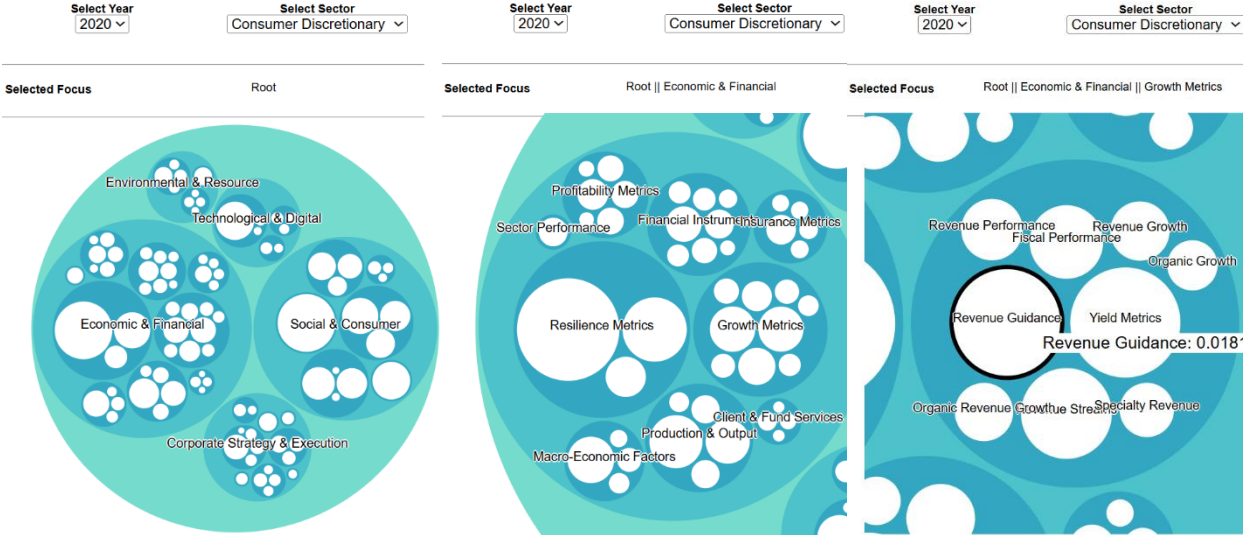 Select Year
2020
Select Sector
Consumer Discretionary
Selected Focus
Root
Environmental & Resource
Technological & Digital
Economic & Financial
Social & Consumer
Corporate Strategy & Execution
Select Year
2020
Select Sector
Consumer Discretionary
Selected Focus
Root || Economic & Financial
Profitability Metrics
Sector Performance
Financial Instruments
Insurance Metrics
Resilience Metrics
Growth Metrics
Client & Fund Services
Production & Output
Macro-Economic Factors
Select Year
2020
Select Sector
Consumer Discretionary
Selected Focus
Root || Economic & Financial || Growth Metrics
Revenue Performance
Revenue Growth
Fiscal Performance
Organic Growth
Revenue Guidance
Yield Metrics
Revenue Guidance: 0.0181
Organic Revenue Growth
Specialty Revenue